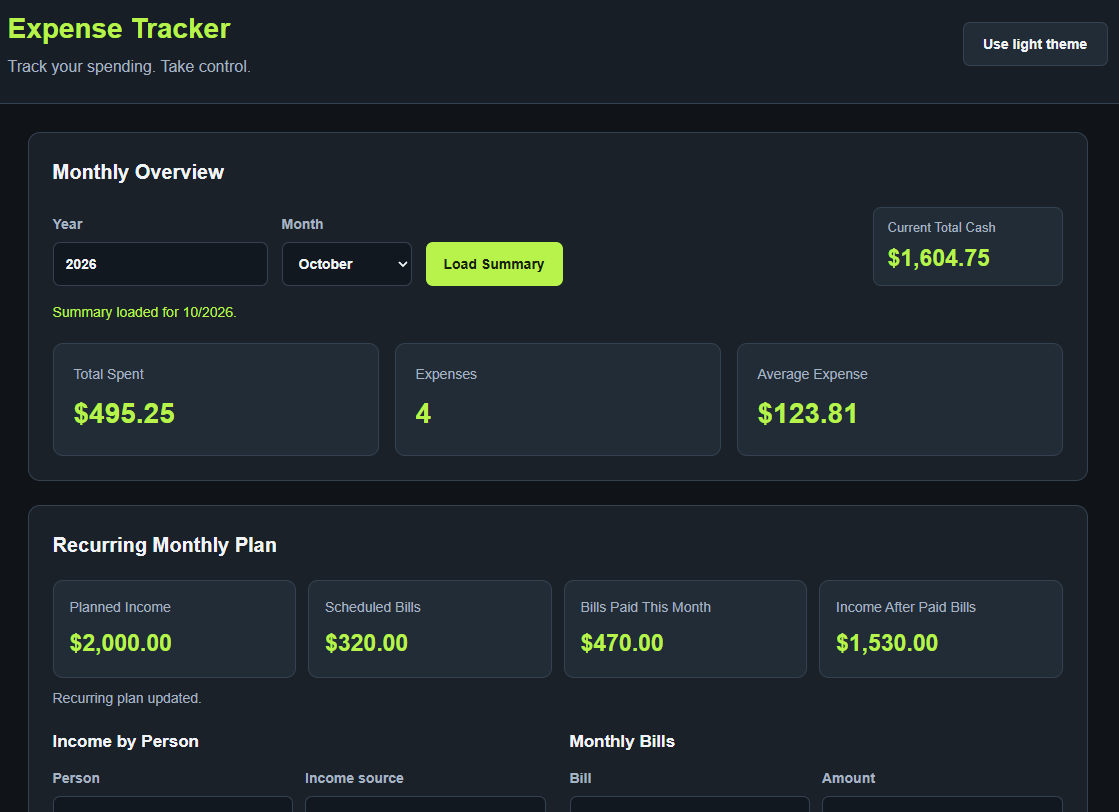 Expense Tracker
Track your spending. Take control.
Use light theme
Monthly Overview
Year
Month
2026
October
Load Summary
Current Total Cash
$1,604.75
Summary loaded for 10/2026.
Total Spent
$495.25
Expenses
4
Average Expense
$123.81
Recurring Monthly Plan
Planned Income
$2,000.00
Scheduled Bills
$320.00
Bills Paid This Month
$470.00
Income After Paid Bills
$1,530.00
Recurring plan updated.
Income by Person
Monthly Bills
Person
Income source
Bill
Amount